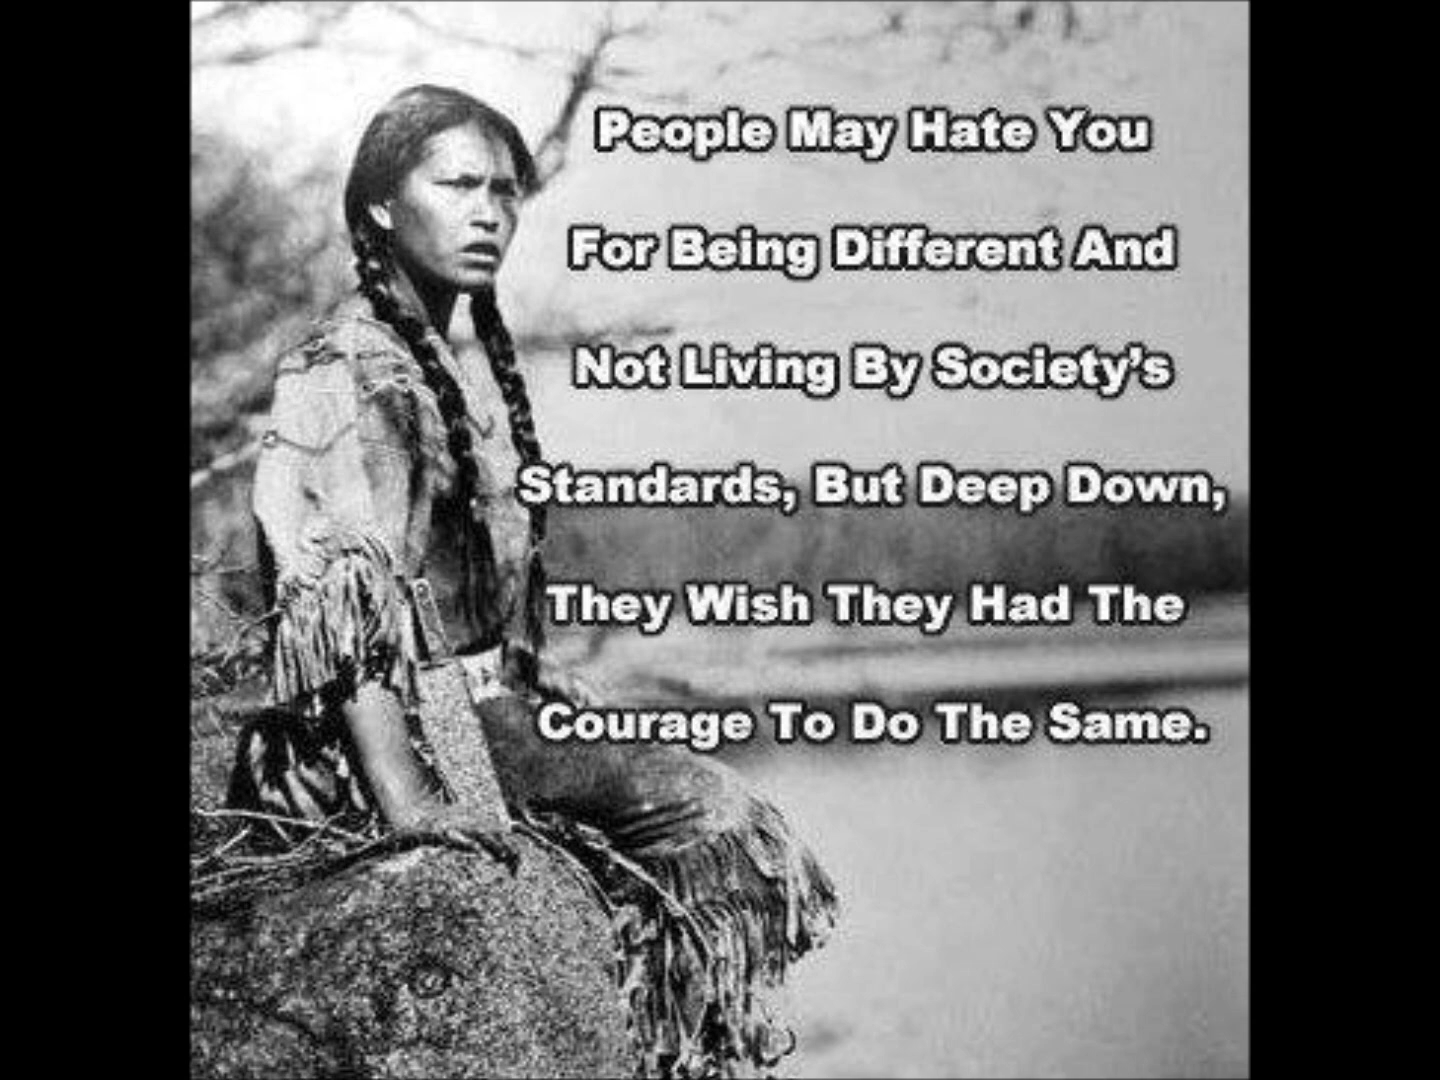 People May Hate You
For Being Different And
Not Living By Society's
Standards, But Deep Down,
They Wish They Had The
Courage To Do The Same.